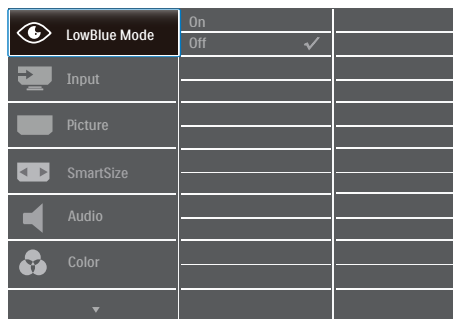 LowBlue Mode
On
Off
Input
Picture
SmartSize
Audio
Color